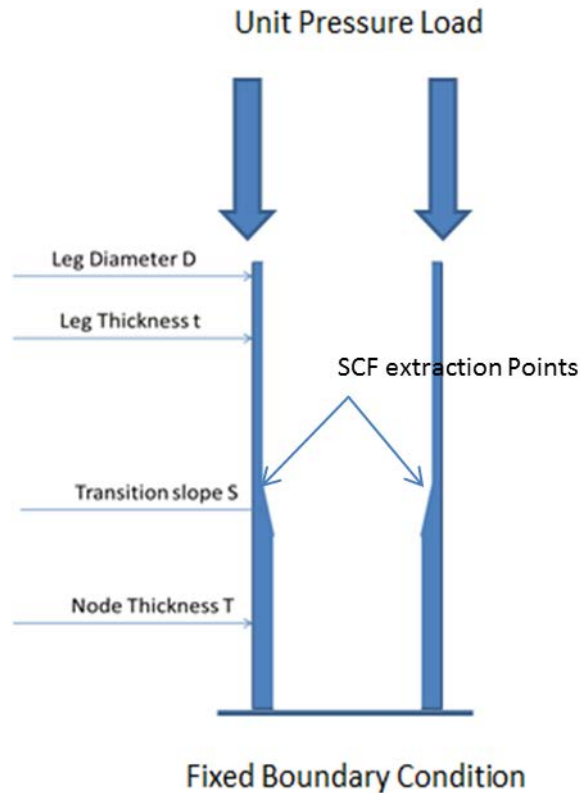 Unit Pressure Load
Leg Diameter D
Leg Thickness t
SCF extraction Points
Transition slope S
Node Thickness T
Fixed Boundary Condition